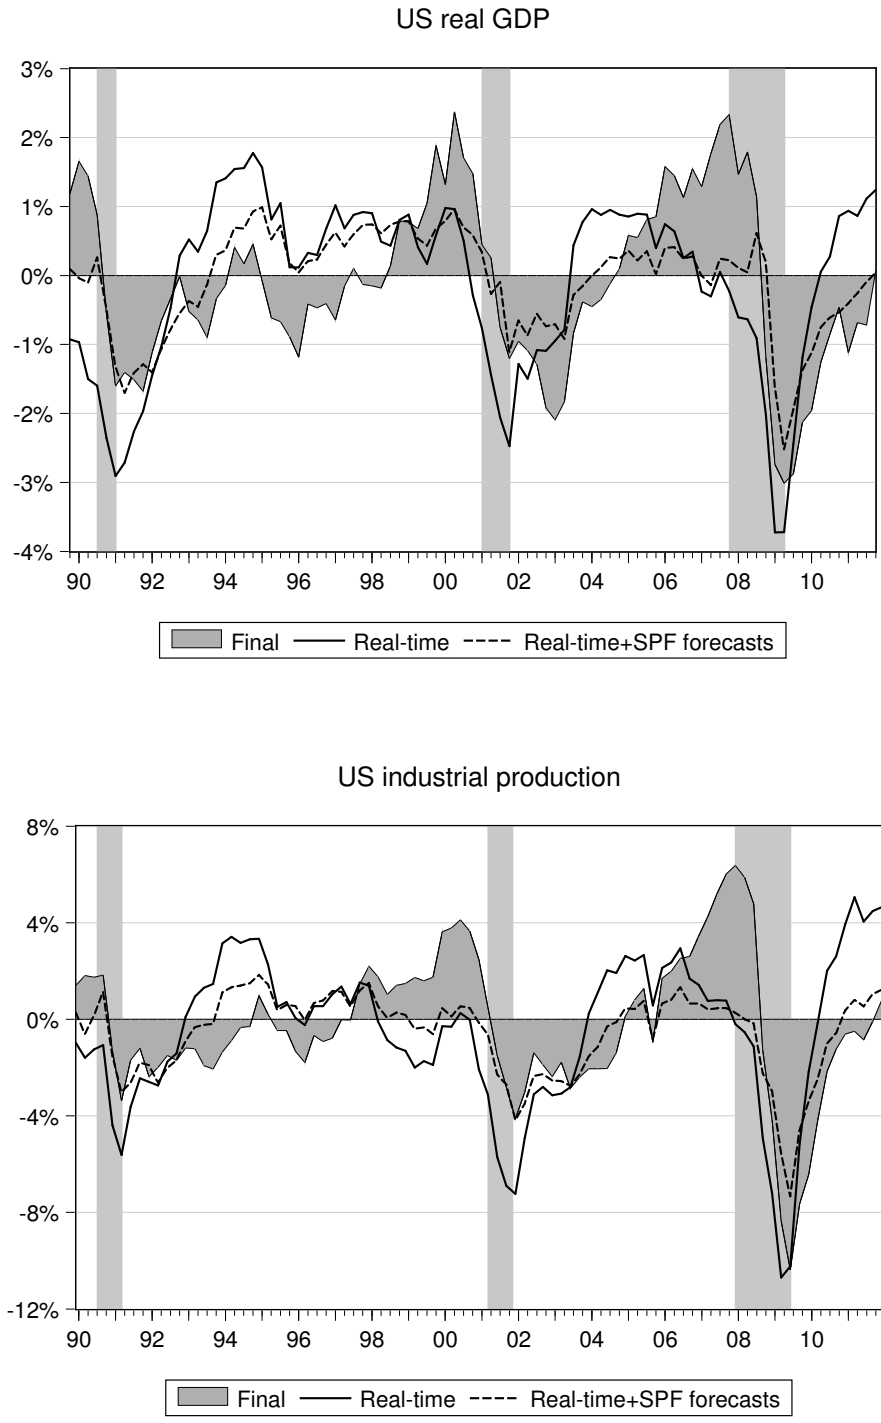 US real GDP
3%
2%
1%
0%
-1%
-2%
-3%
-4%
90 92 94 96 98 00 02 04 06 08 10
Final Real-time Real-time+SPF forecasts
US industrial production
8%
4%
0%
-4%
-8%
-12%
90 92 94 96 98 00 02 04 06 08 10
Final Real-time Real-time+SPF forecasts